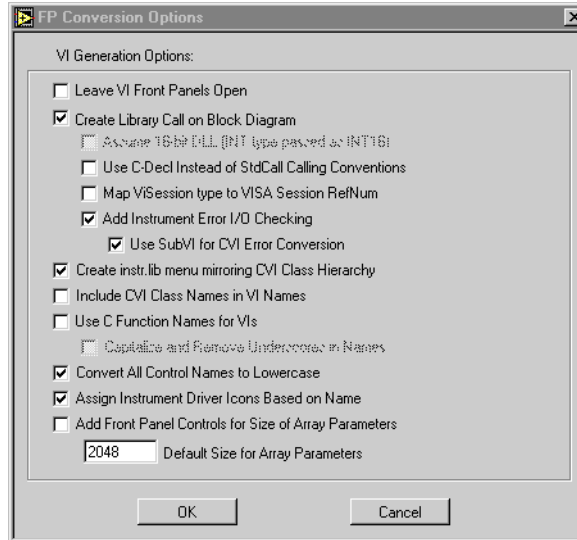 FP Conversion Options
VI Generation Options:
Leave VI Front Panels Open
Create Library Call on Block Diagram
Assume 16-bit DLL (INT type passed as INT16)
Use C-Decl Instead of StdCall Calling Conventions
Map ViSession type to VISA Session RefNum
Add Instrument Error I/O Checking
Use SubVI for CVI Error Conversion
Create instr.lib menu mirroring CVI Class Hierarchy
Include CVI Class Names in VI Names
Use C Function Names for VIs
Capitalize and Remove Underscores in Names
Convert All Control Names to Lowercase
Assign Instrument Driver Icons Based on Name
Add Front Panel Controls for Size of Array Parameters
2048 Default Size for Array Parameters
OK Cancel